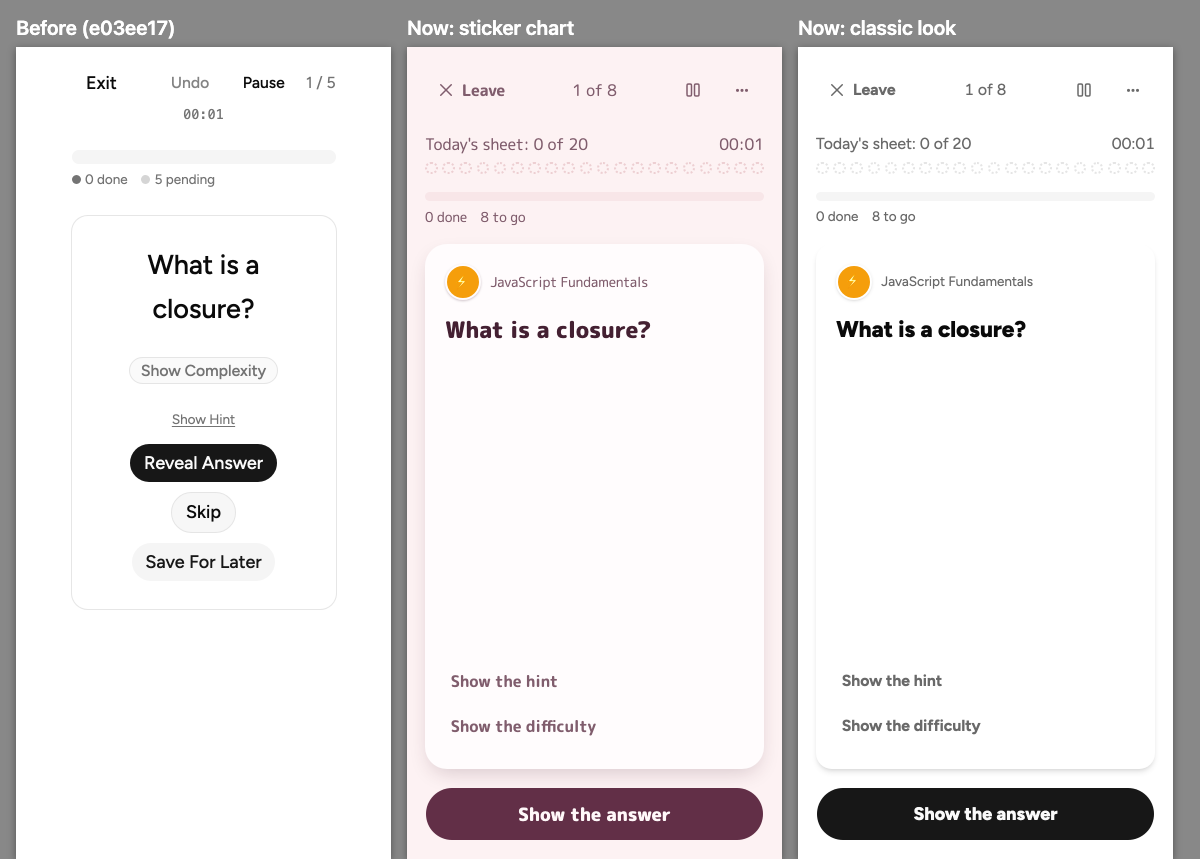 Before (e03ee17)
Exit Undo Pause 1 / 5
00:01
0 done 5 pending
What is a
closure?
Show Complexity
Show Hint
Reveal Answer
Skip
Save For Later
Now: sticker chart
Leave 1 of 8
Today's sheet: 0 of 20 00:01
0 done 8 to go
JavaScript Fundamentals
What is a closure?
Show the hint
Show the difficulty
Show the answer
Now: classic look
Leave 1 of 8
Today's sheet: 0 of 20 00:01
0 done 8 to go
JavaScript Fundamentals
What is a closure?
Show the hint
Show the difficulty
Show the answer